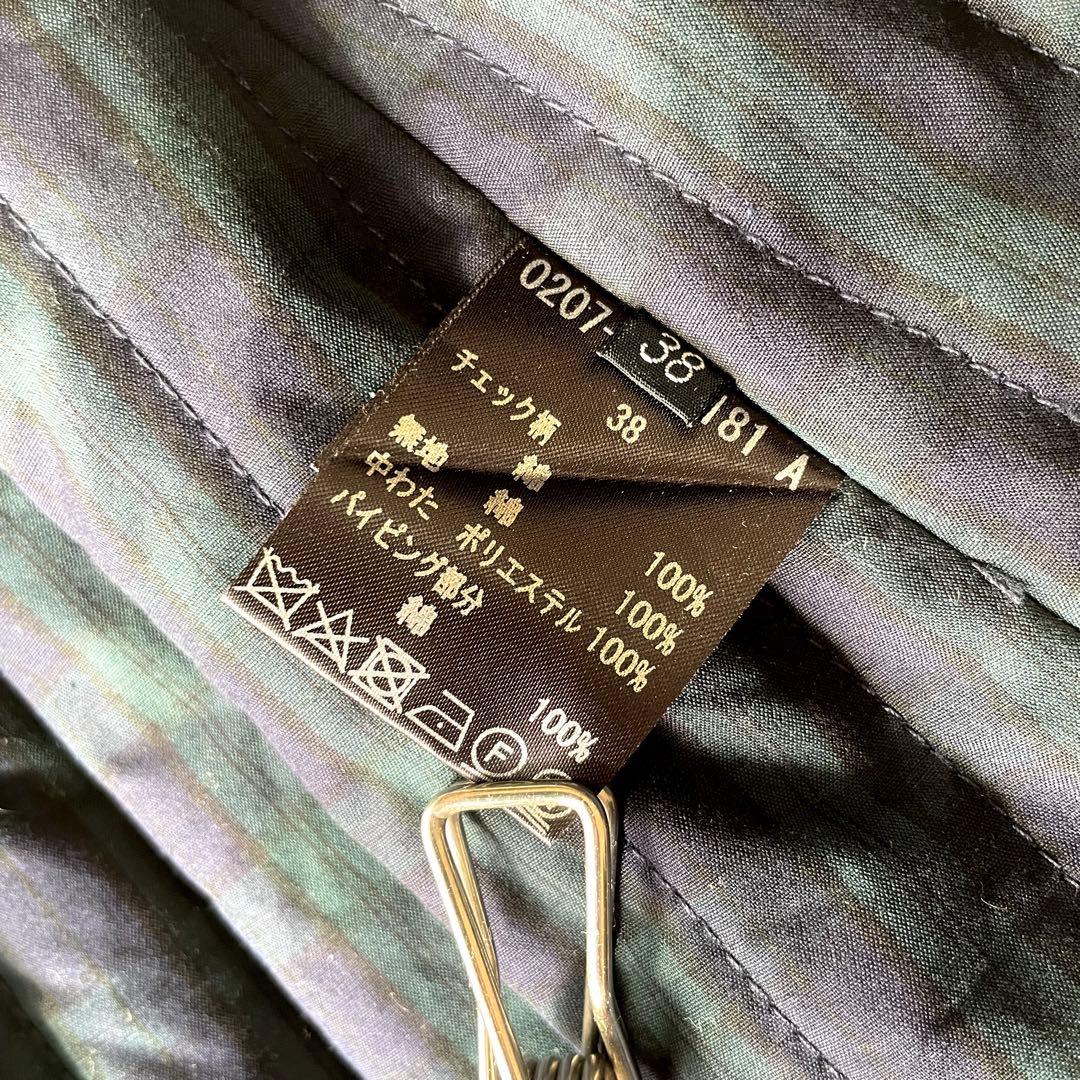 0207-
38
181 A
38
チェック柄 綿 100%
無地 綿 100%
中わた ポリエステル 100%
パイピング部分
綿 100%
F